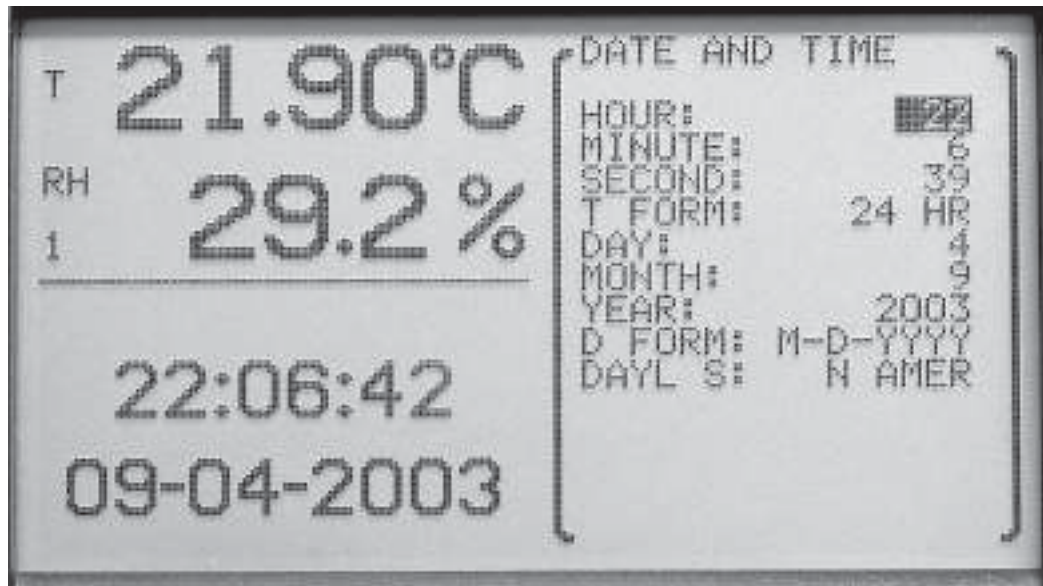 T 21.90°C
RH 29.2 %
1
22:06:42
09-04-2003
DATE AND TIME
HOUR: 22
MINUTE: 6
SECOND: 39
T FORM: 24 HR
DAY: 4
MONTH: 9
YEAR: 2003
D FORM: M-D-YYYY
DAYL S: N AMER